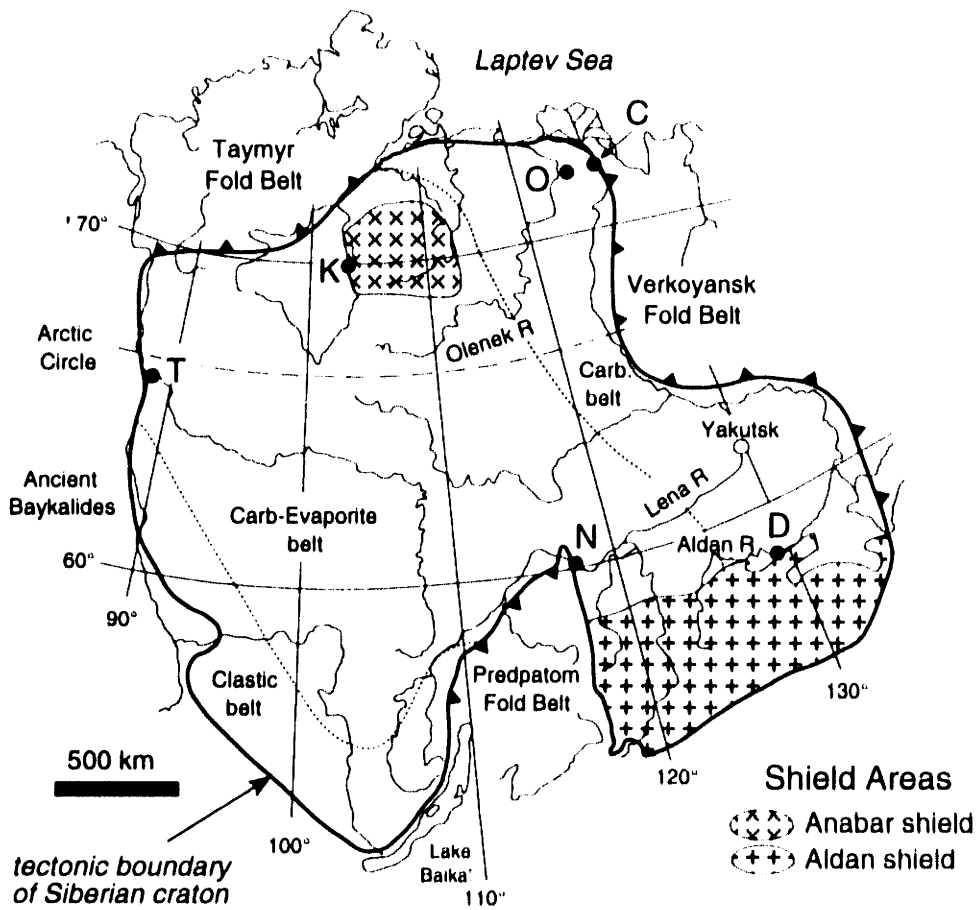 Laptev Sea
C
Taymyr
Fold Belt
O
70°
K
Verkoyansk
Fold Belt
Arctic
Circle
Olenek R
T
Carb.
belt
Yakutsk
Ancient
Baykalides
Lena R
Carb-Evaporite
belt
N
D
Aldan R
60°
90°
Clastic
belt
Predpatom
Fold Belt
130°
500 km
120°
Shield Areas
Anabar shield
100°
Aldan shield
Lake
tectonic boundary
of Siberian craton
110°